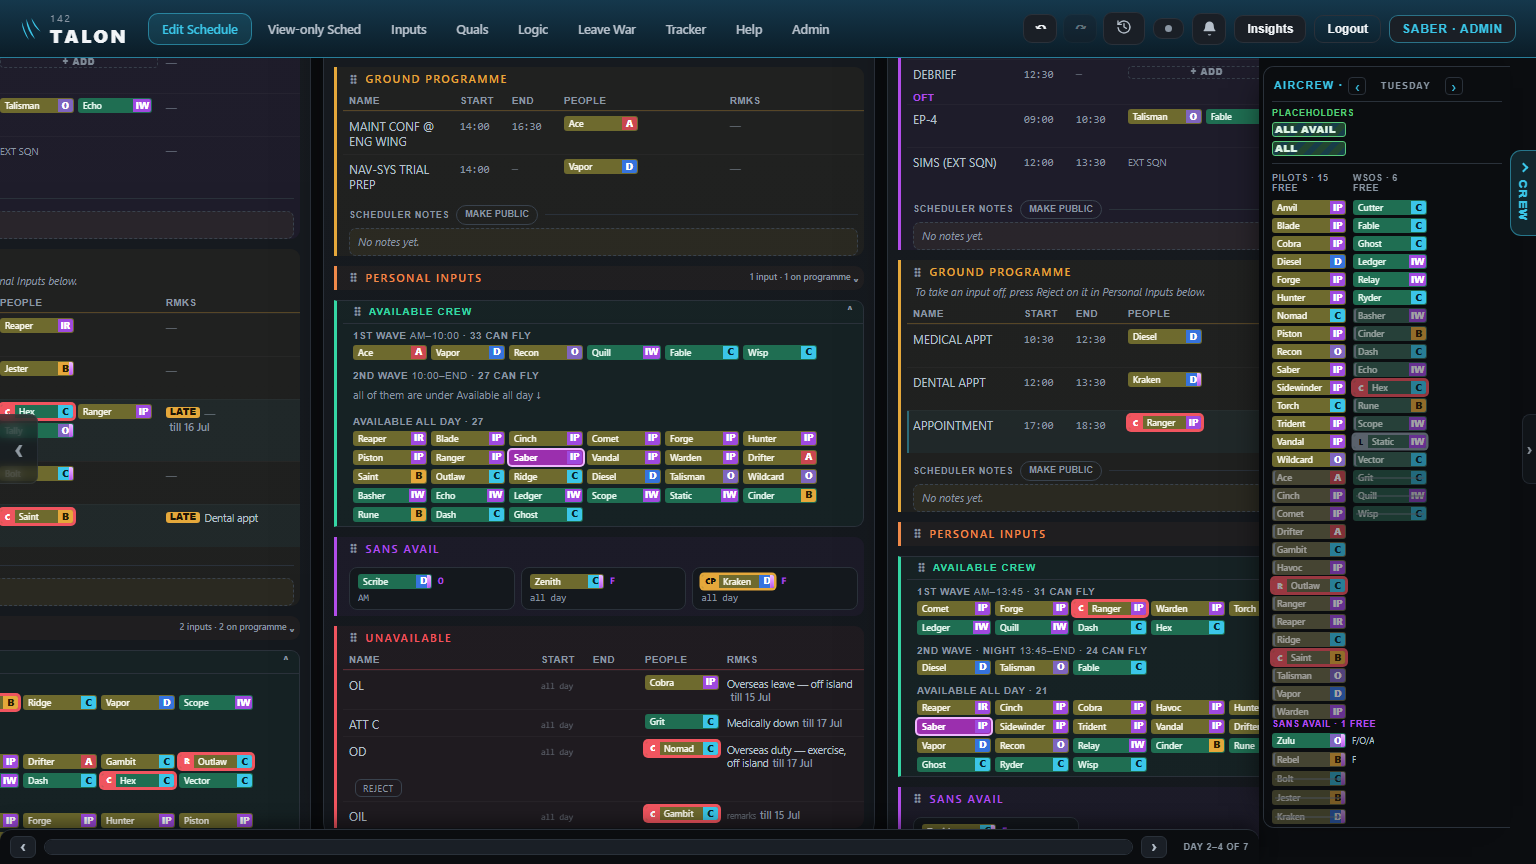 142
TALON
Edit Schedule
View-only Sched
Inputs
Quals
Logic
Leave War
Tracker
Help
Admin
Insights
Logout
SABER · ADMIN
+ ADD
—
Talisman O
Echo IW
—
EXT SQN
—
nal Inputs below.
PEOPLE RMKS
Reaper IR
—
Jester B
—
C Hex C
Ranger IP
LATE —
till 16 Jul
O
C
—
C Saint B
LATE Dental appt
2 inputs · 2 on programme
B
Ridge C
Vapor D
Scope IW
IP
Drifter A
Gambit C
R Outlaw C
IW
Dash C
C Hex C
Vector C
IP
Forge IP
Hunter IP
Piston IP
GROUND PROGRAMME
NAME START END PEOPLE RMKS
MAINT CONF @ ENG WING 14:00 16:30 Ace A —
NAV-SYS TRIAL PREP 14:00 – Vapor D —
SCHEDULER NOTES MAKE PUBLIC
No notes yet.
PERSONAL INPUTS
1 input · 1 on programme
AVAILABLE CREW
1ST WAVE AM–10:00 · 33 CAN FLY
Ace A Vapor D Recon O Quill IW Fable C Wisp C
2ND WAVE 10:00–END · 27 CAN FLY
all of them are under Available all day ↓
AVAILABLE ALL DAY · 27
Reaper IR Blade IP Cinch IP Comet IP Forge IP Hunter IP
Piston IP Ranger IP Saber IP Vandal IP Warden IP Drifter A
Saint B Outlaw C Ridge C Diesel D Talisman O Wildcard O
Basher IW Echo IW Ledger IW Scope IW Static IW Cinder B
Rune B Dash C Ghost C
SANS AVAIL
Scribe D O
AM
Zenith C F
all day
CP Kraken D F
all day
UNAVAILABLE
NAME START END PEOPLE RMKS
OL all day Cobra IP Overseas leave — off island
till 15 Jul
ATT C all day Grit C Medically down till 17 Jul
OD all day C Nomad C Overseas duty — exercise,
off island till 17 Jul
REJECT
OIL all day C Gambit C remarks till 15 Jul
DEBRIEF 12:30 – + ADD
OFT
EP-4 09:00 10:30 Talisman O Fable
SIMS (EXT SQN) 12:00 13:30 EXT SQN
SCHEDULER NOTES MAKE PUBLIC
No notes yet.
GROUND PROGRAMME
To take an input off, press Reject on it in Personal Inputs below.
NAME START END PEOPLE
MEDICAL APPT 10:30 12:30 Diesel D
DENTAL APPT 12:00 13:30 Kraken D
APPOINTMENT 17:00 18:30 C Ranger IP
SCHEDULER NOTES MAKE PUBLIC
No notes yet.
PERSONAL INPUTS
AVAILABLE CREW
1ST WAVE AM–13:45 · 31 CAN FLY
Comet IP Forge IP C Ranger IP Warden IP Torch
Ledger IW Quill IW Dash C Hex C
2ND WAVE · NIGHT 13:45–END · 24 CAN FLY
Diesel D Talisman O Fable C
AVAILABLE ALL DAY · 21
Reaper IR Cinch IP Cobra IP Havoc IP Hunte
Saber IP Sidewinder IP Trident IP Vandal IP Drifter
Vapor D Recon O Relay IW Cinder B Rune
Ghost C Ryder C Wisp C
SANS AVAIL
AIRCREW · ‹ TUESDAY ›
PLACEHOLDERS
ALL AVAIL
ALL
PILOTS · 15 FREE
WSOS · 6 FREE
Anvil IP Cutter C
Blade IP Fable C
Cobra IP Ghost C
Diesel D Ledger IW
Forge IP Relay IW
Hunter IP Ryder C
Nomad C Basher IW
Piston IP Cinder B
Recon O Dash C
Saber IP Echo IW
Sidewinder IP C Hex C
Torch C Rune B
Trident IP Scope IW
Vandal IP L Static IW
Wildcard O Vector C
Ace A Grit C
Cinch IP Quill IW
Comet IP Wisp C
Drifter A
Gambit C
Havoc IP
R Outlaw C
Ranger IP
Reaper IR
Ridge C
C Saint B
Talisman O
Vapor D
Warden IP
SANS AVAIL · 1 FREE
Zulu O F/O/A
Rebel B F
Bolt C
Jester B
Kraken D
CREW
DAY 2–4 OF 7